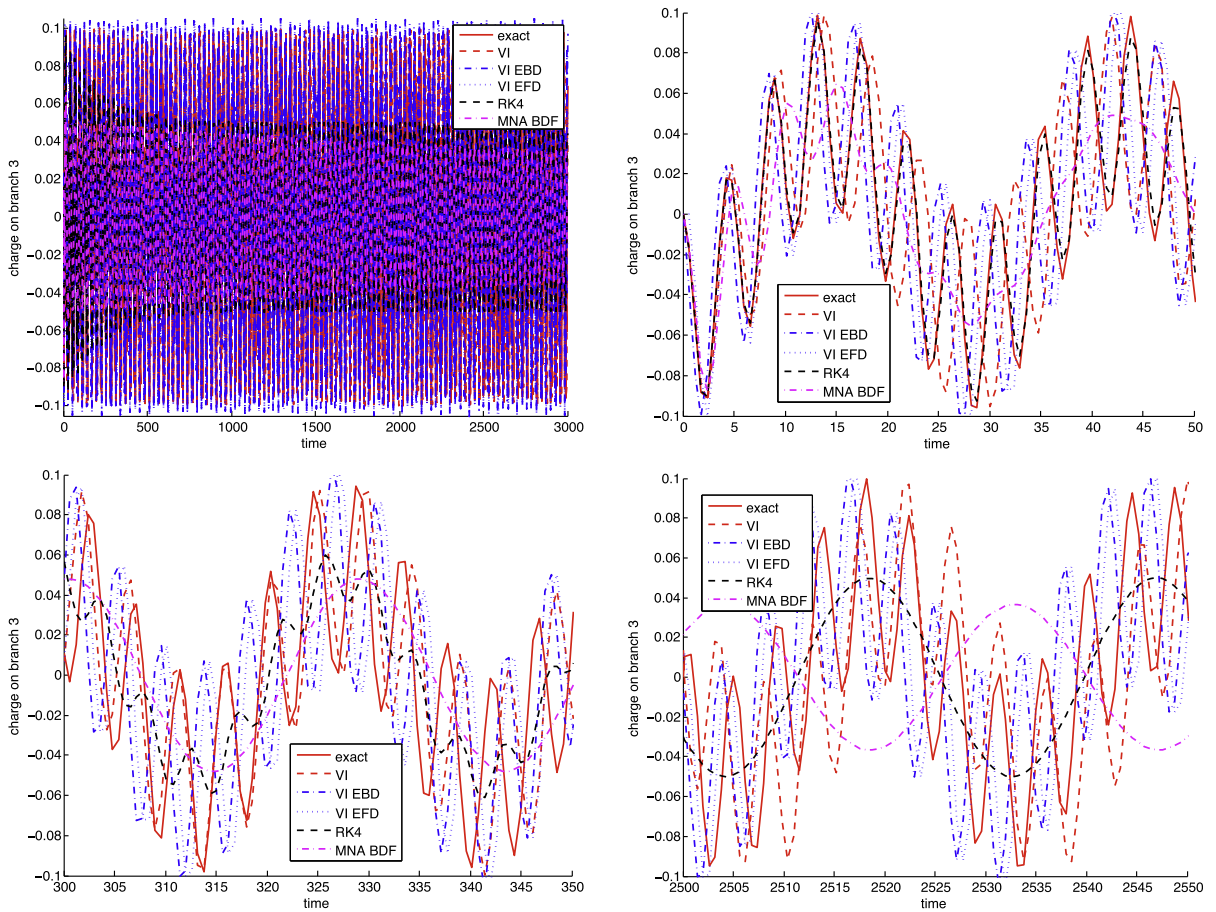 0.1
0.08
0.06
0.04
0.02
0
−0.02
−0.04
−0.06
−0.08
−0.1
charge on branch 3
0 500 1000 1500 2000 2500 3000
time
exact
VI
VI EBD
VI EFD
RK4
MNA BDF
0.1
0.08
0.06
0.04
0.02
0
−0.02
−0.04
−0.06
−0.08
−0.1
charge on branch 3
0 5 10 15 20 25 30 35 40 45 50
time
exact
VI
VI EBD
VI EFD
RK4
MNA BDF
0.1
0.08
0.06
0.04
0.02
0
−0.02
−0.04
−0.06
−0.08
−0.1
charge on branch 3
300 305 310 315 320 325 330 335 340 345 350
time
exact
VI
VI EBD
VI EFD
RK4
MNA BDF
0.1
0.08
0.06
0.04
0.02
0
−0.02
−0.04
−0.06
−0.08
−0.1
charge on branch 3
2500 2505 2510 2515 2520 2525 2530 2535 2540 2545 2550
time
exact
VI
VI EBD
VI EFD
RK4
MNA BDF